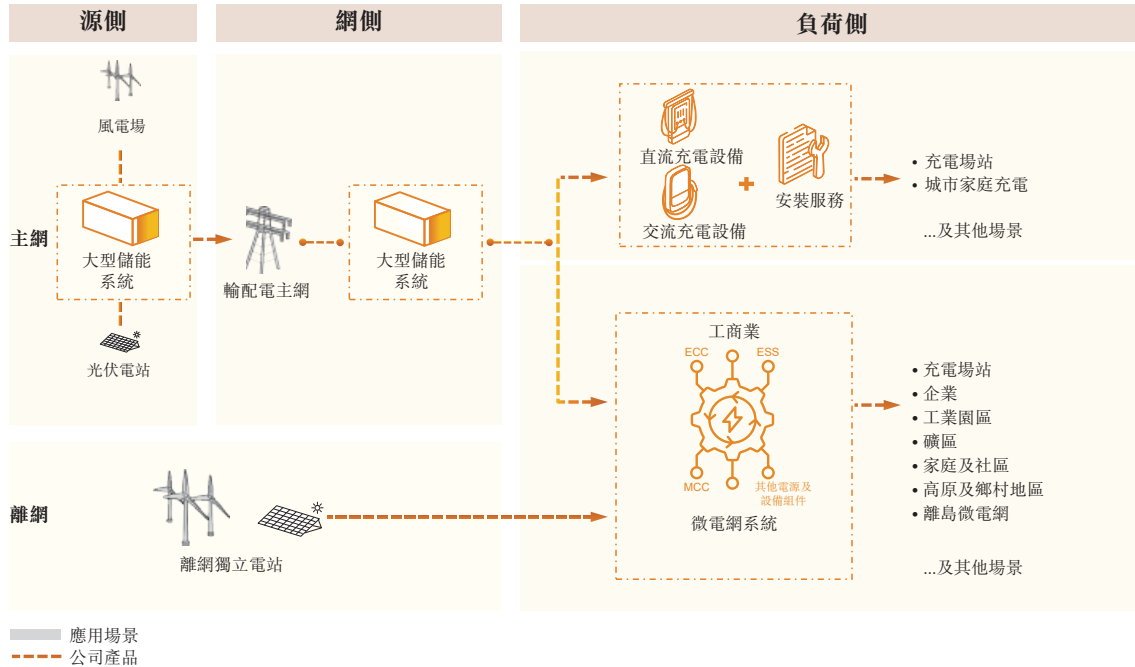 源側
網側
負荷側
風電場
主網
大型儲能
系統
光伏電站
輸配電主網
大型儲能
系統
直流充電設備
交流充電設備
安裝服務
• 充電場站
• 城市家庭充電
...及其他場景
工商業
ECC
ESS
MCC
其他電源及
設備組件
微電網系統
• 充電場站
• 企業
• 工業園區
• 礦區
• 家庭及社區
• 高原及鄉村地區
• 離島微電網
...及其他場景
離網
離網獨立電站
應用場景
公司產品